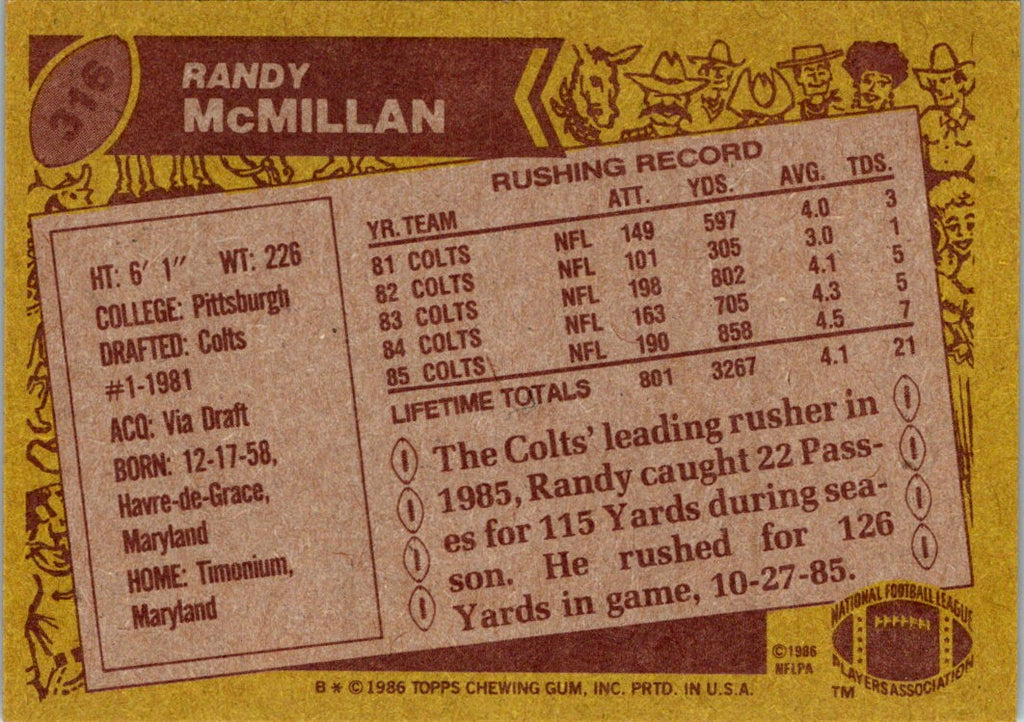 316
RANDY
McMILLAN
HT: 6' 1" WT: 226
COLLEGE: Pittsburgh
DRAFTED: Colts
#1-1981
ACQ: Via Draft
BORN: 12-17-58,
Havre-de-Grace,
Maryland
HOME: Timonium,
Maryland
RUSHING RECORD
YR. TEAM ATT. YDS. AVG. TDS.
81 COLTS NFL 149 597 4.0 3
82 COLTS NFL 101 305 3.0 1
83 COLTS NFL 198 802 4.1 5
84 COLTS NFL 163 705 4.3 5
85 COLTS NFL 190 858 4.5 7
LIFETIME TOTALS 801 3267 4.1 21
The Colts' leading rusher in
1985, Randy caught 22 Pass-
es for 115 Yards during sea-
son. He rushed for 126
Yards in game, 10-27-85.
©1986
NFLPA
NATIONAL FOOTBALL LEAGUE
PLAYERS ASSOCIATION
TM
B * © 1986 TOPPS CHEWING GUM, INC. PRTD. IN U.S.A.